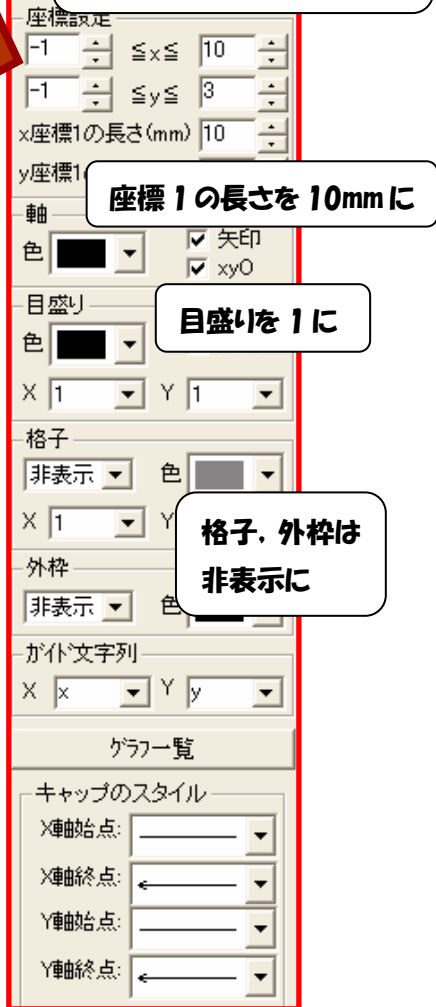 座標設定
-1 ≦x≦ 10
-1 ≦y≦ 3
x座標1の長さ(mm) 10
y座標1
座標1の長さを10mmに
軸
色 矢印
xyO
目盛り
目盛りを1に
色
X 1 Y 1
格子
非表示 色
X 1 Y
格子，外枠は
非表示に
外枠
非表示 色
ガイド文字列
X x Y y
グラフ一覧
キャップのスタイル
X軸始点:
X軸終点:
Y軸始点:
Y軸終点: